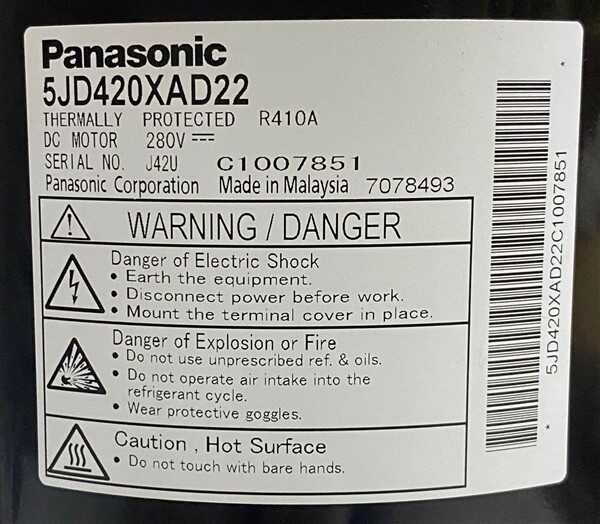 Panasonic
5JD420XAD22
THERMALLY PROTECTED R410A
DC MOTOR 280V ⎓
SERIAL NO. J42U C1007851
Panasonic Corporation Made in Malaysia 7078493
WARNING / DANGER
Danger of Electric Shock
• Earth the equipment.
• Disconnect power before work.
• Mount the terminal cover in place.
Danger of Explosion or Fire
• Do not use unprescribed ref. & oils.
• Do not operate air intake into the
refrigerant cycle.
• Wear protective goggles.
Caution , Hot Surface
• Do not touch with bare hands.
*5JD420XAD22C1007851*